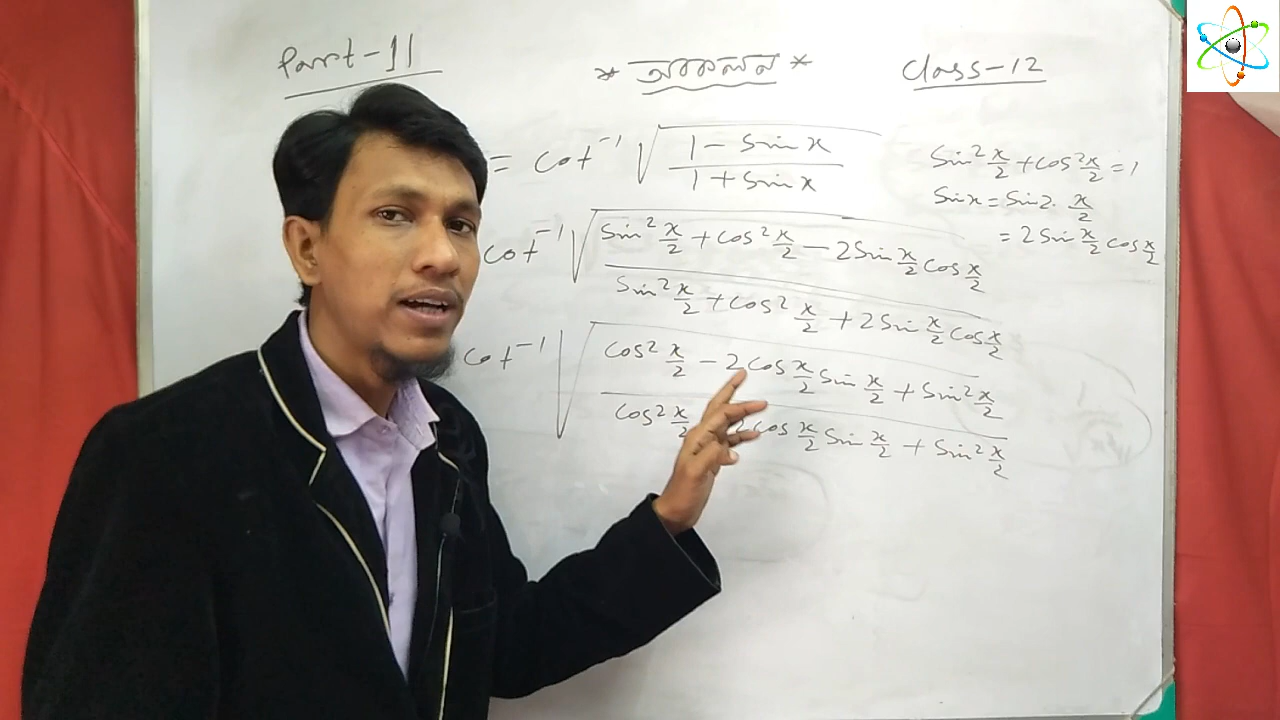 Part-11
* অবকলন *
Class-12
= cot⁻¹ √((1 - Sin x)/(1 + Sin x))
Sin² x/2 + cos² x/2 = 1
Sin x = Sin 2. x/2
= 2 Sin x/2 cos x/2
cot⁻¹ √((Sin² x/2 + cos² x/2 - 2 Sin x/2 cos x/2)/(Sin² x/2 + cos² x/2 + 2 Sin x/2 cos x/2))
cot⁻¹ √((cos² x/2 - 2 cos x/2 Sin x/2 + Sin² x/2)/(cos² x/2 2 cos x/2 Sin x/2 + Sin² x/2))